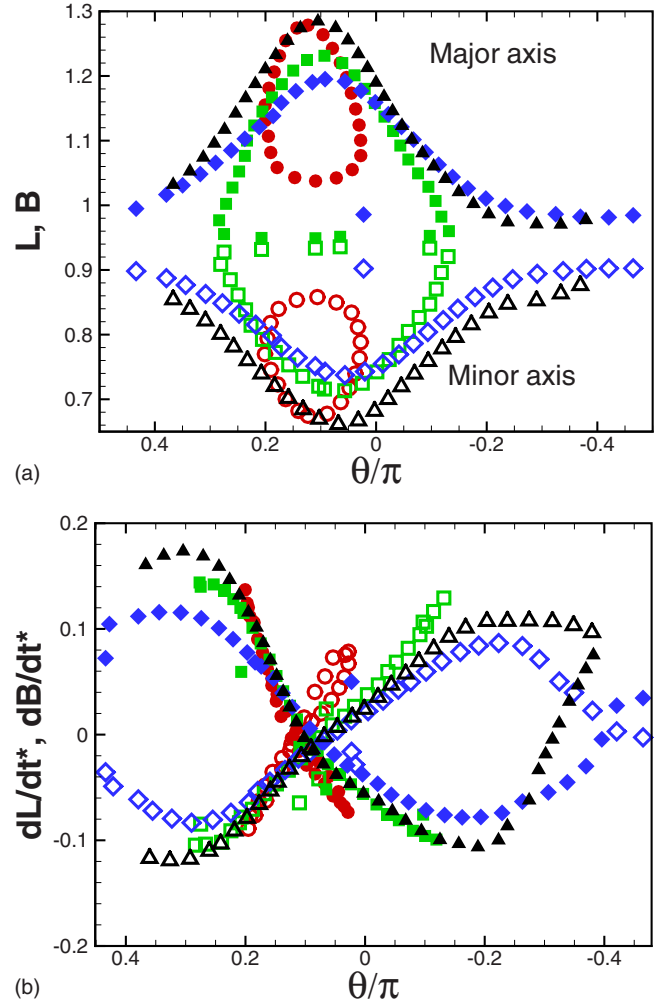 1.3
1.2
1.1
1
0.9
0.8
0.7
L, B
Major axis
Minor axis
0.4
0.2
0
-0.2
-0.4
(a)
θ/π
0.2
0.1
0
-0.1
-0.2
dL/dt*, dB/dt*
0.4
0.2
0
-0.2
-0.4
(b)
θ/π